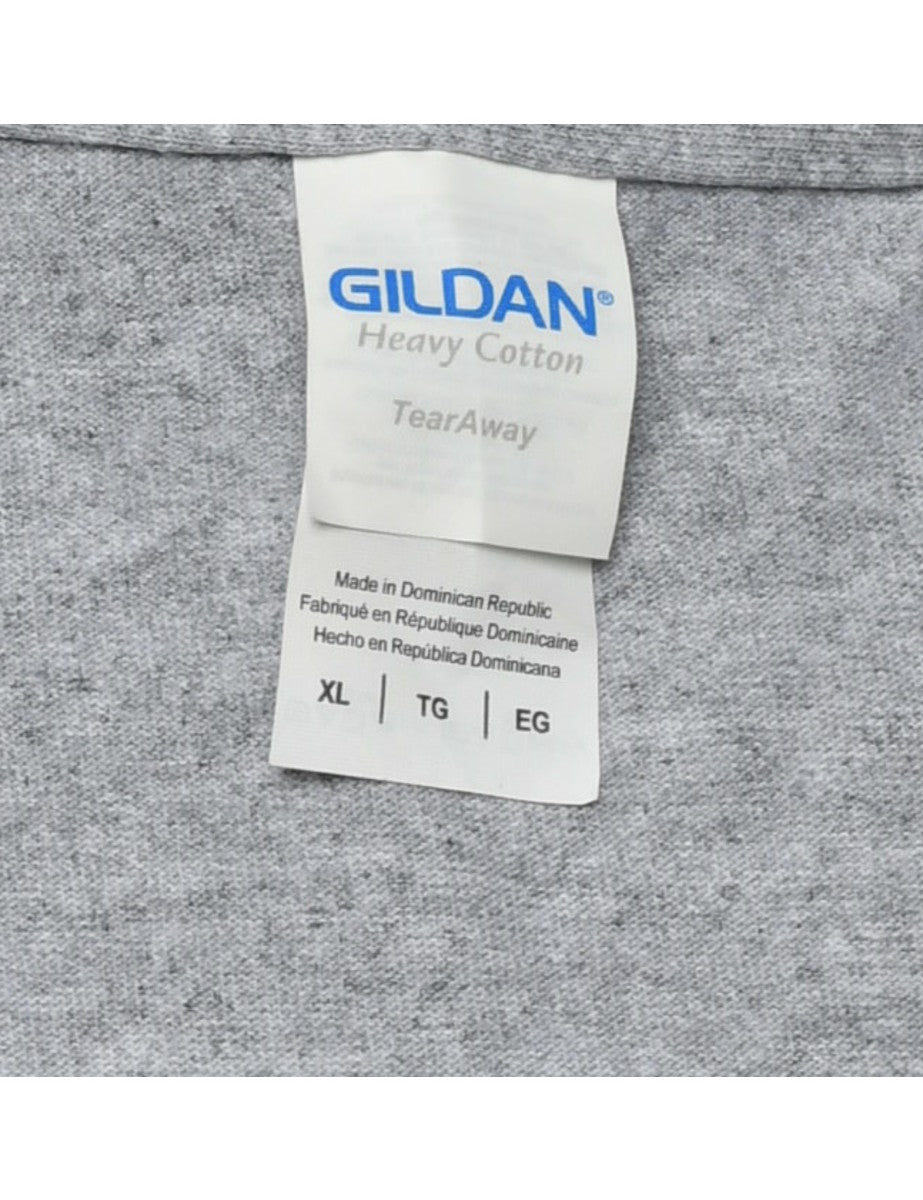 GILDAN®
Heavy Cotton
TearAway
Made in Dominican Republic
Fabriqué en République Dominicaine
Hecho en República Dominicana
XL | TG | EG